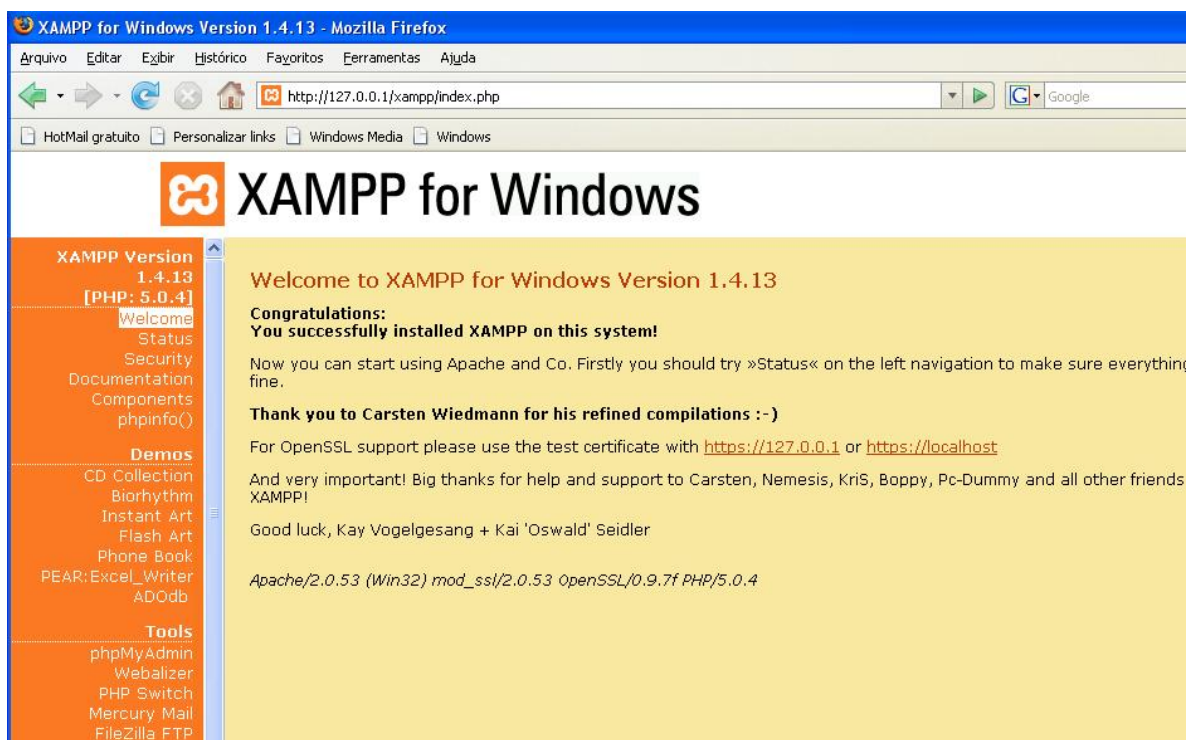 XAMPP for Windows Version 1.4.13 - Mozilla Firefox
Arquivo Editar Exibir Histórico Favoritos Ferramentas Ajuda
http://127.0.0.1/xampp/index.php
Google
HotMail gratuito Personalizar links Windows Media Windows
XAMPP for Windows
XAMPP Version
1.4.13
[PHP: 5.0.4]
Welcome
Status
Security
Documentation
Components
phpinfo()
Demos
CD Collection
Biorhythm
Instant Art
Flash Art
Phone Book
PEAR:Excel_Writer
ADOdb
Tools
phpMyAdmin
Webalizer
PHP Switch
Mercury Mail
FileZilla FTP
Welcome to XAMPP for Windows Version 1.4.13
Congratulations:
You successfully installed XAMPP on this system!
Now you can start using Apache and Co. Firstly you should try »Status« on the left navigation to make sure everything
fine.
Thank you to Carsten Wiedmann for his refined compilations :-)
For OpenSSL support please use the test certificate with https://127.0.0.1 or https://localhost
And very important! Big thanks for help and support to Carsten, Nemesis, KriS, Boppy, Pc-Dummy and all other friends
XAMPP!
Good luck, Kay Vogelgesang + Kai 'Oswald' Seidler
Apache/2.0.53 (Win32) mod_ssl/2.0.53 OpenSSL/0.9.7f PHP/5.0.4